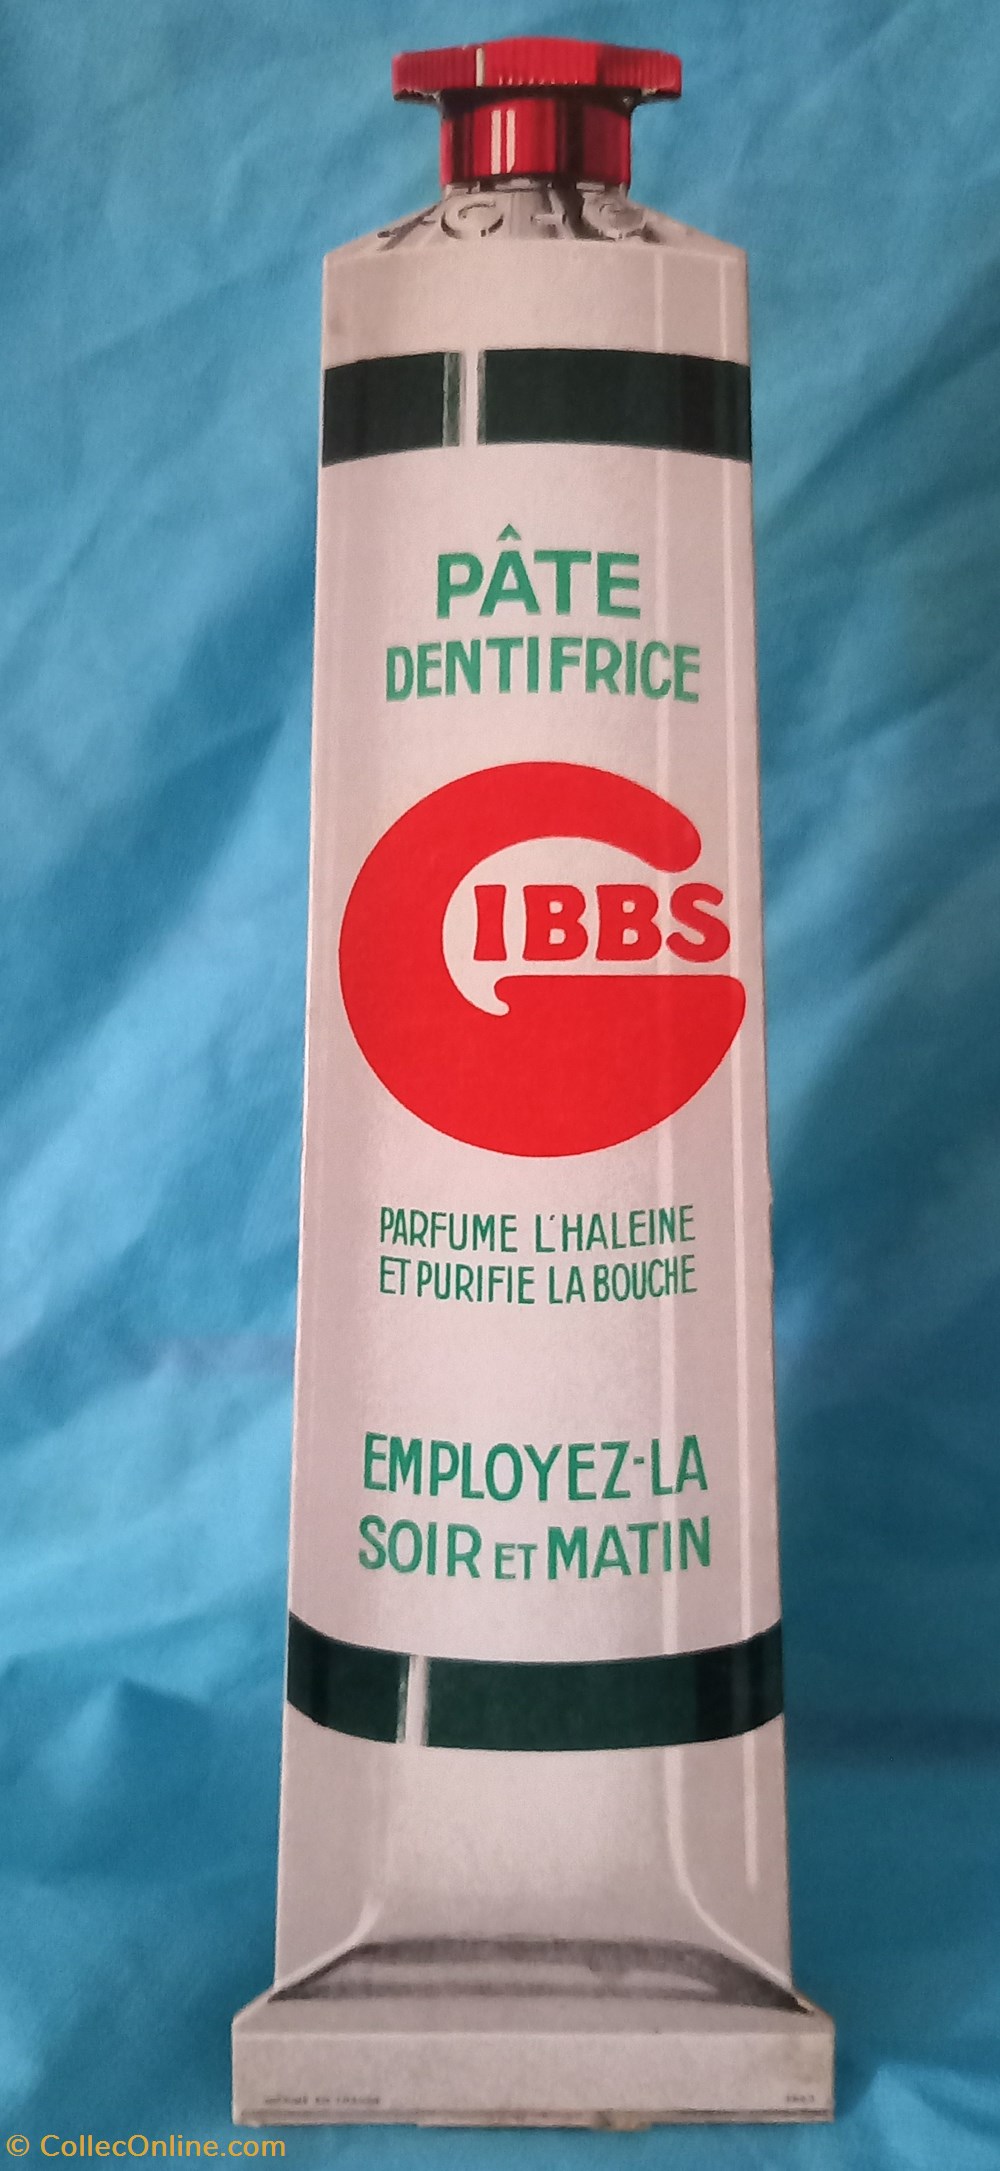 PÂTE
DENTIFRICE
GIBBS
PARFUME L'HALEINE
ET PURIFIE LA BOUCHE
EMPLOYEZ-LA
SOIR ET MATIN
© CollecOnline.com